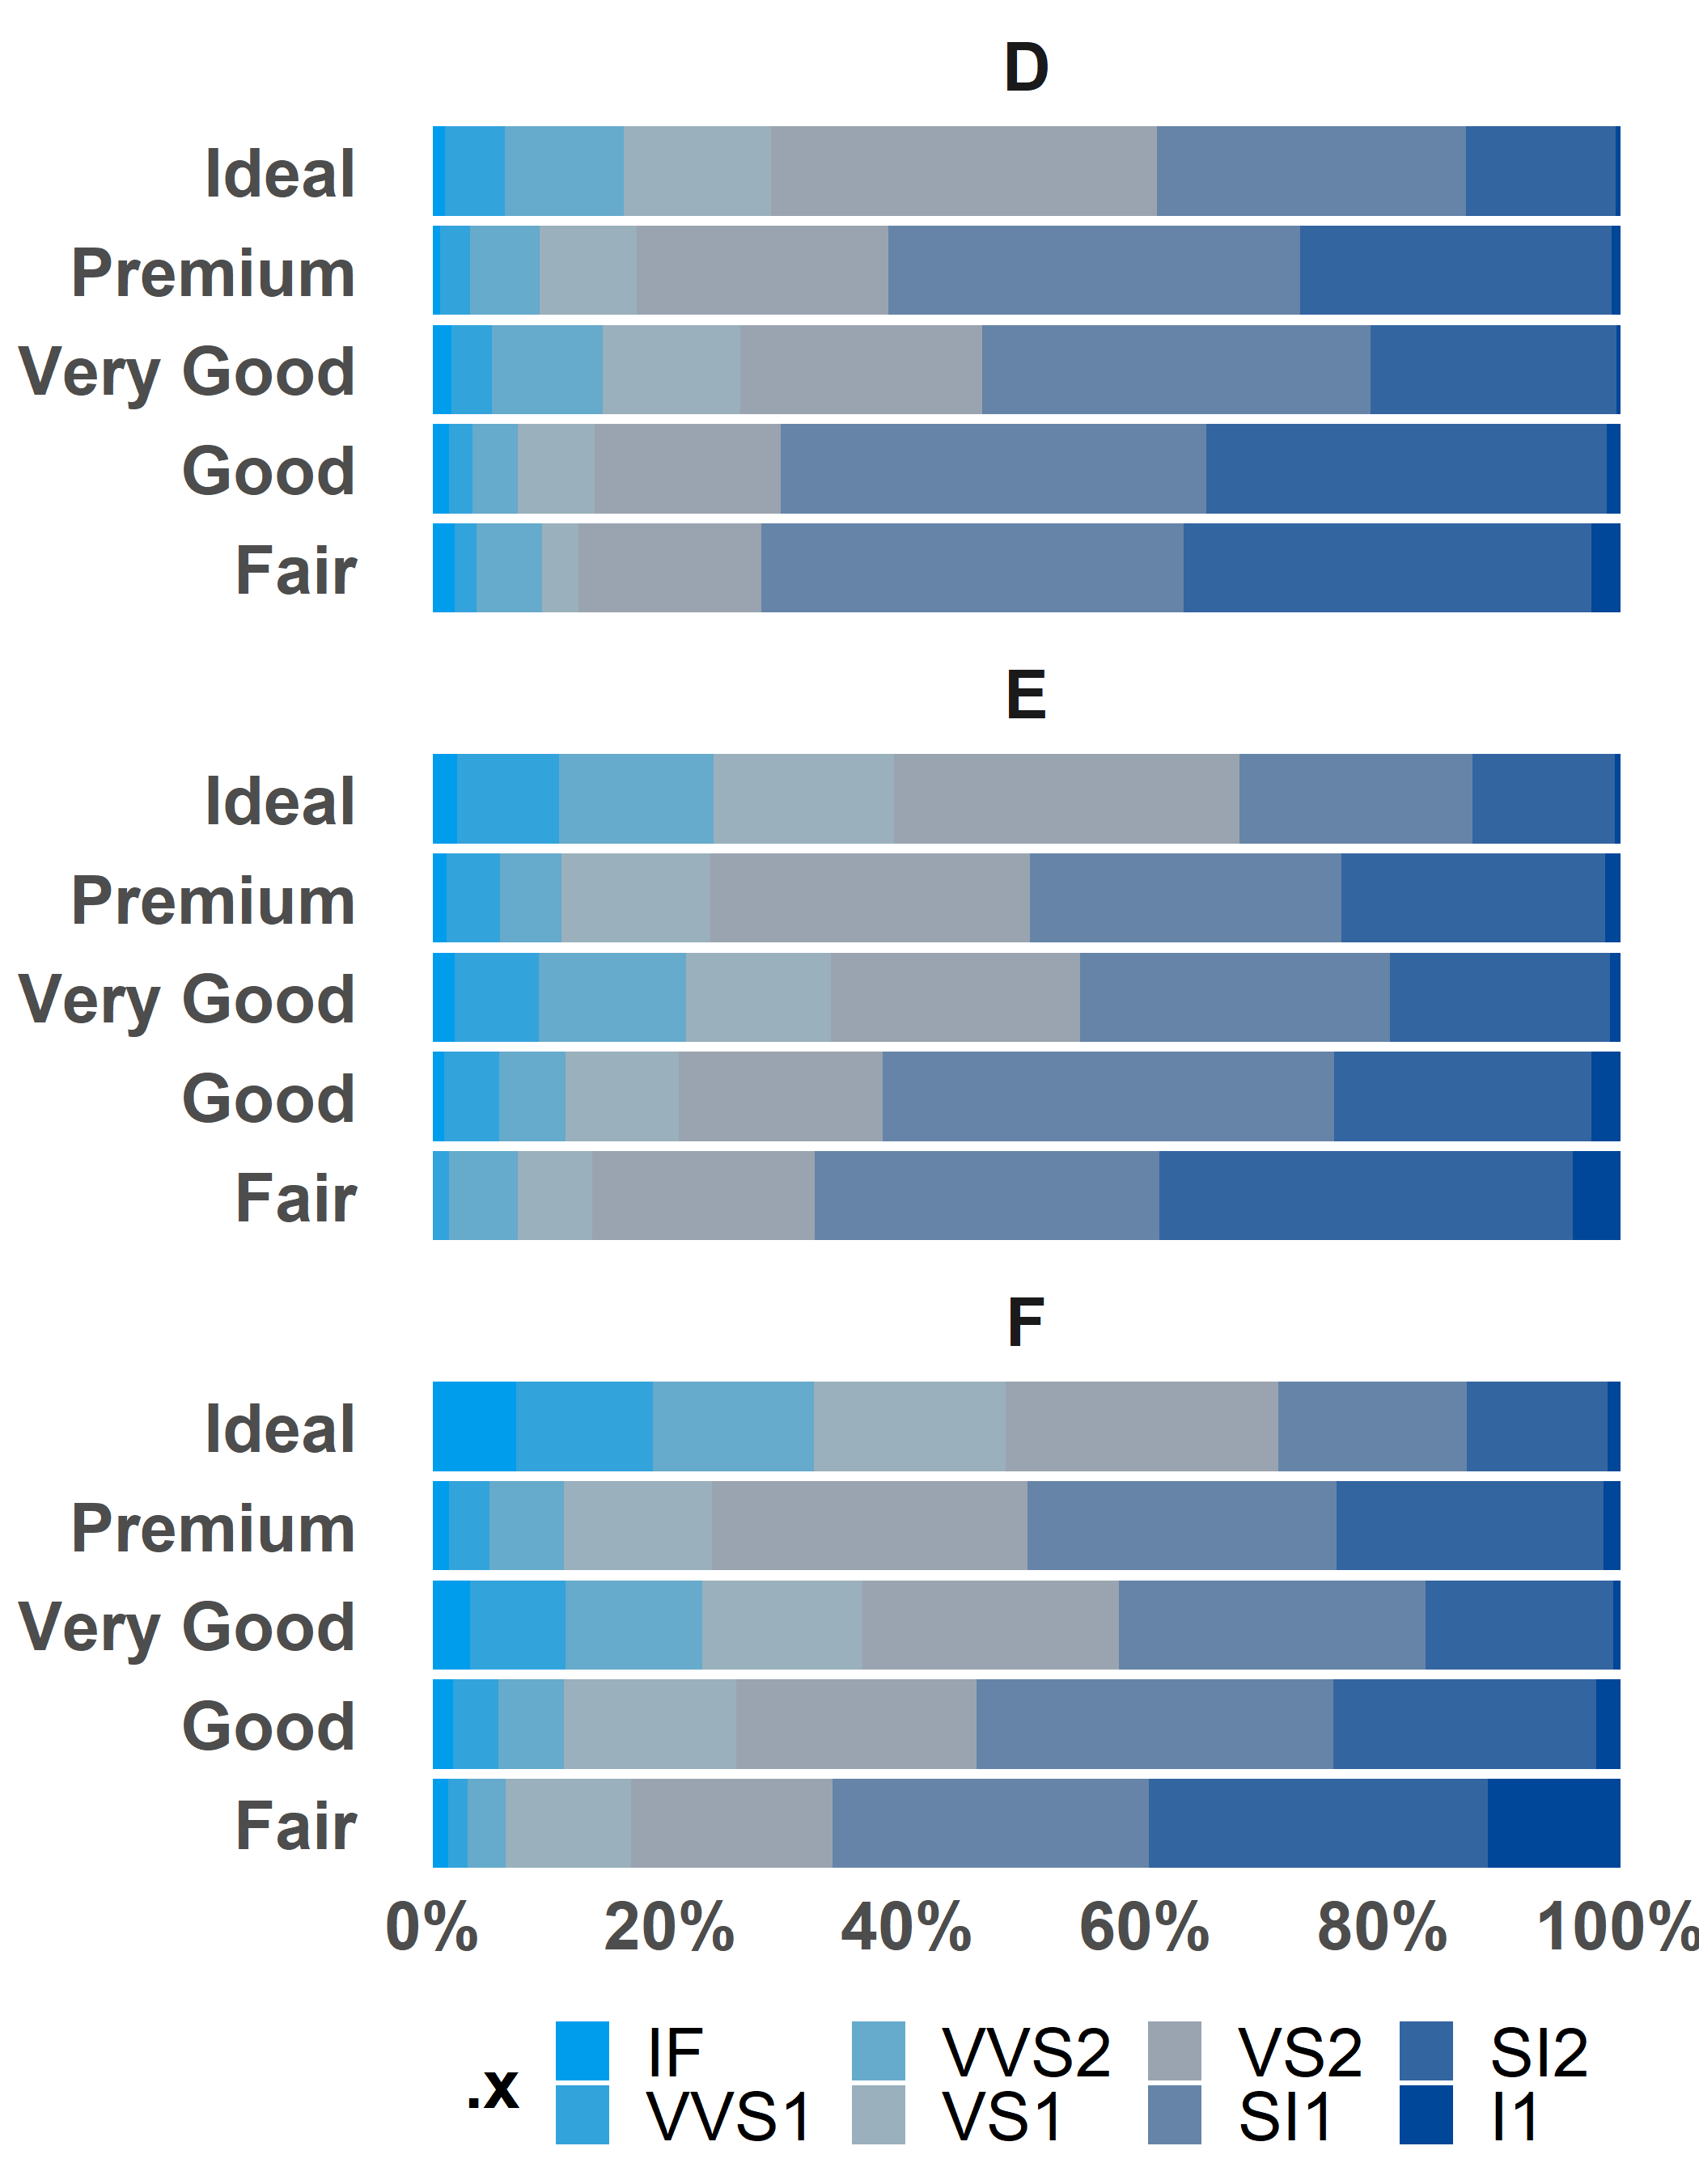 D
Ideal
Premium
Very Good
Good
Fair
E
Ideal
Premium
Very Good
Good
Fair
F
Ideal
Premium
Very Good
Good
Fair
0% 20% 40% 60% 80% 100%
.x
IF VVS2 VS2 SI2
VVS1 VS1 SI1 I1